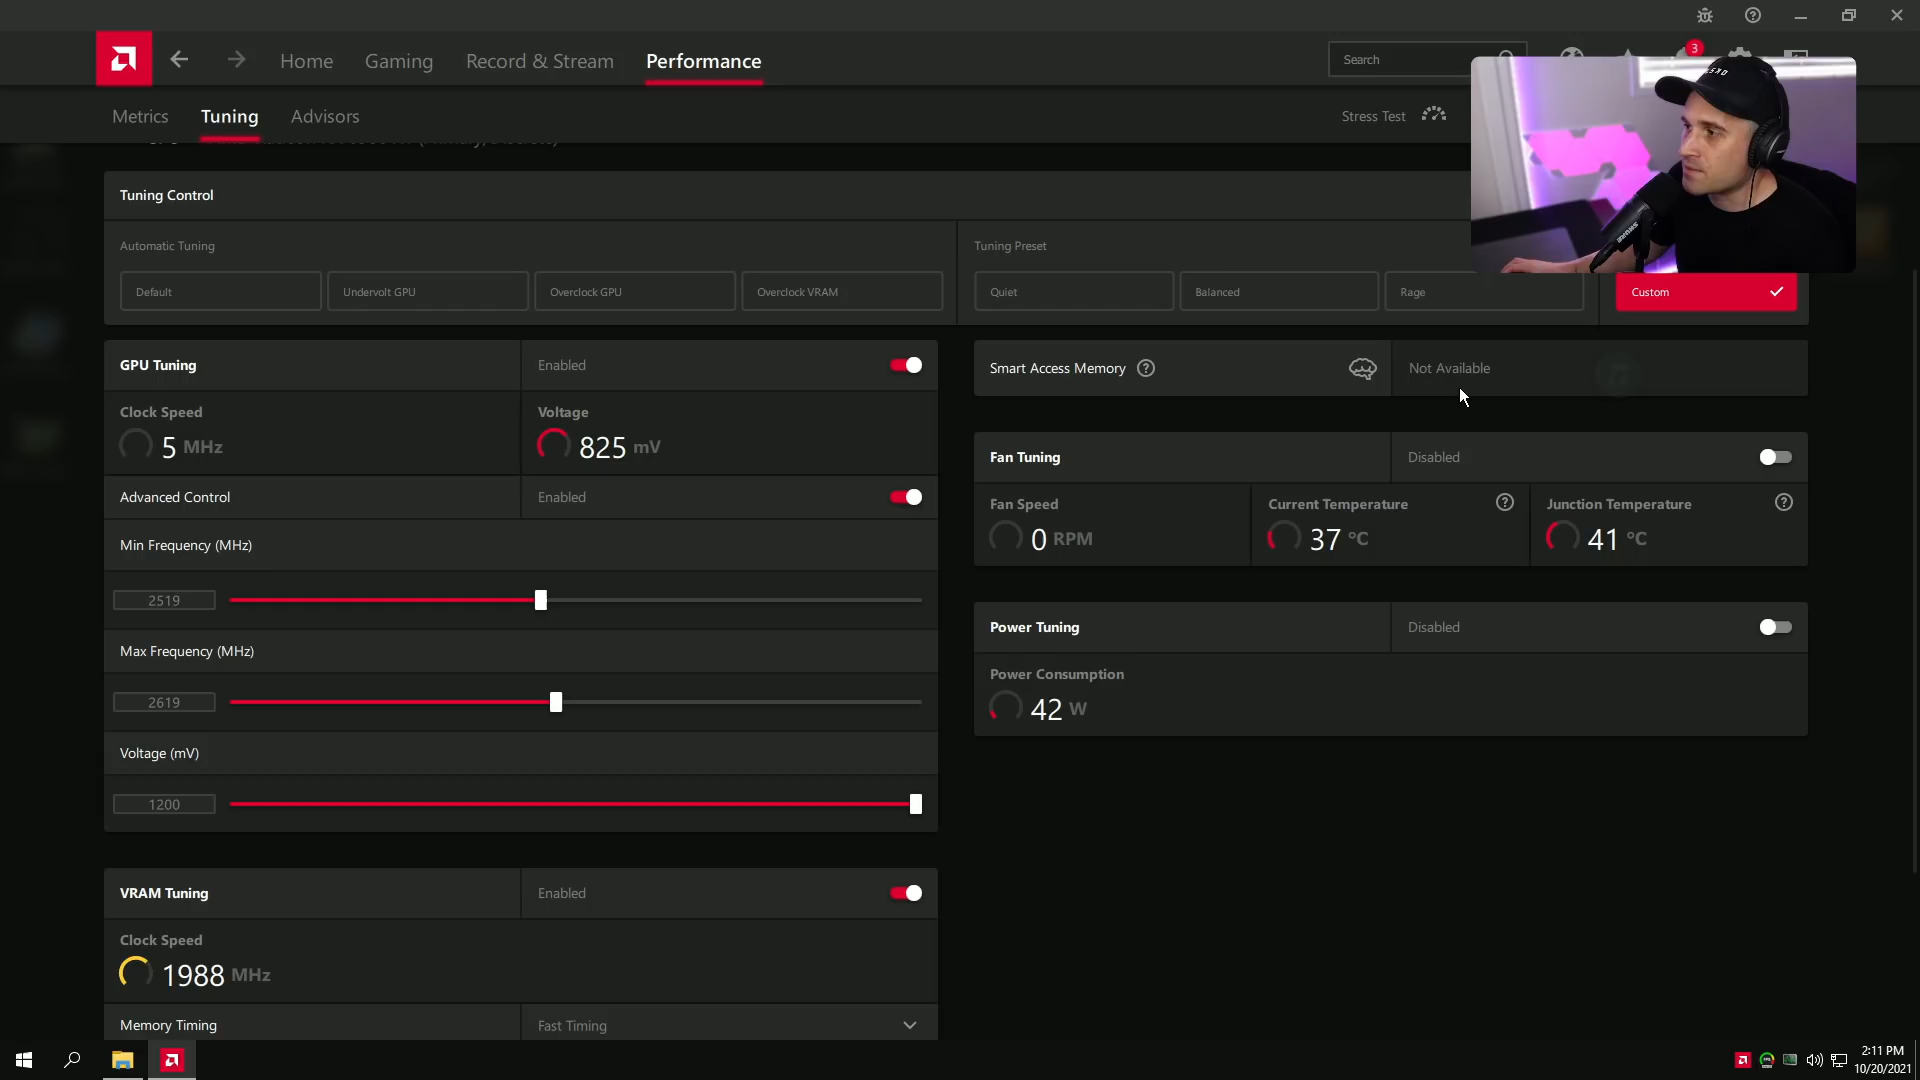 Home Gaming Record & Stream Performance
Search
3
Metrics Tuning Advisors
Stress Test
Tuning Control
Automatic Tuning
Tuning Preset
Default Undervolt GPU Overclock GPU Overclock VRAM
Quiet Balanced Rage Custom
GPU Tuning Enabled
Smart Access Memory ? Not Available
Clock Speed Voltage
5 MHz 825 mV
Fan Tuning Disabled
Advanced Control Enabled
Fan Speed Current Temperature ? Junction Temperature ?
0 RPM 37 °C 41 °C
Min Frequency (MHz)
2519
Power Tuning Disabled
Max Frequency (MHz)
Power Consumption
2619
42 W
Voltage (mV)
1200
VRAM Tuning Enabled
Clock Speed
1988 MHz
Memory Timing Fast Timing
2:11 PM
10/20/2021